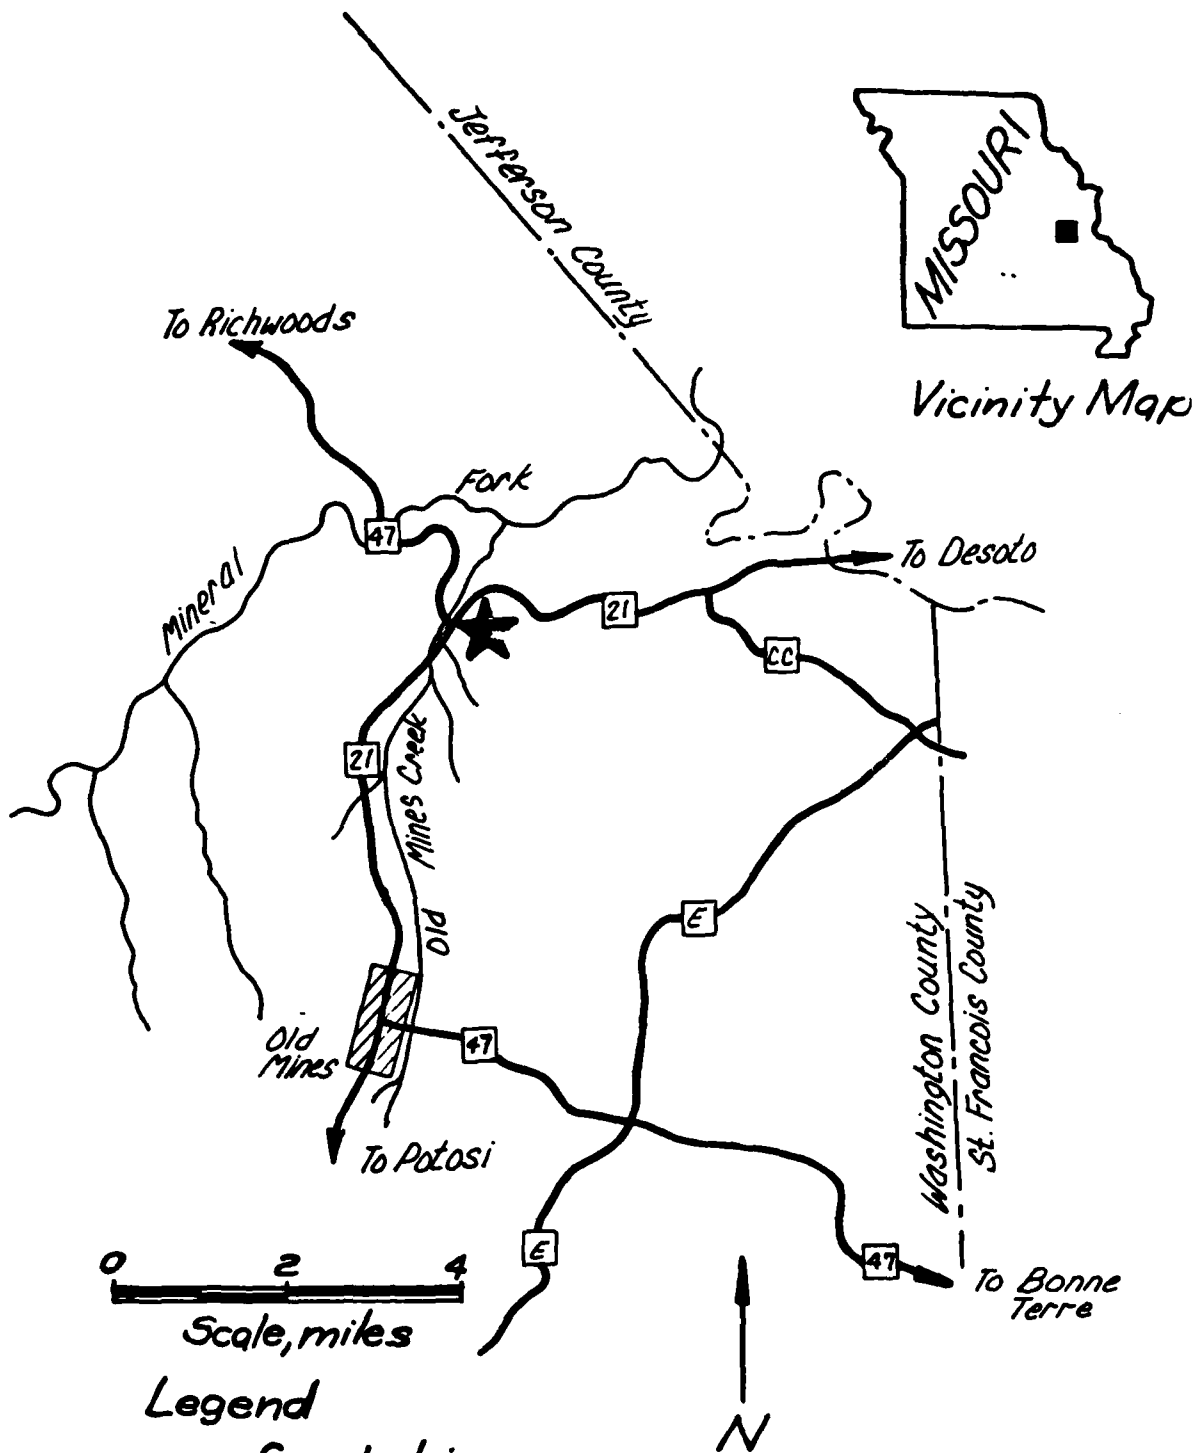 Jefferson County
MISSOURI
Vicinity Map
To Richwoods
Fork
47
Mineral
To Desoto
21
CC
21
Mines Creek
Old
E
Washington County
St. Francois County
Old
Mines
47
To Potosi
E
47
To Bonne
Terre
0 2 4
Scale, miles
Legend
N